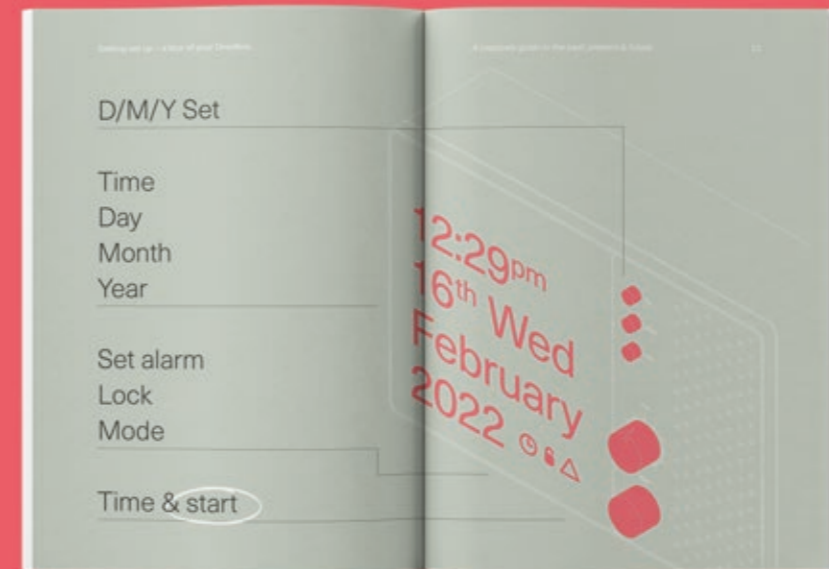 D/M/Y Set
Time
Day
Month
Year
Set alarm
Lock
Mode
Time & start
12:29pm
16th Wed
February
2022